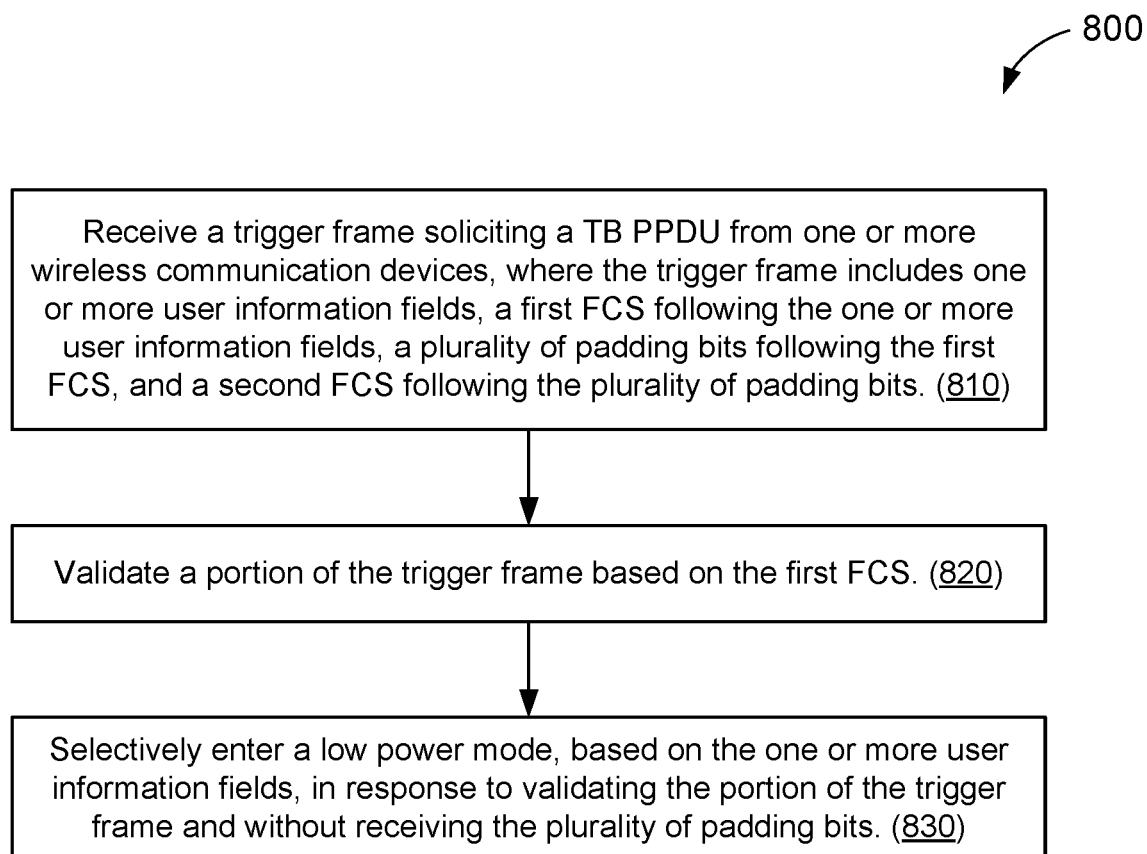 800
Receive a trigger frame soliciting a TB PPDU from one or more
wireless communication devices, where the trigger frame includes one
or more user information fields, a first FCS following the one or more
user information fields, a plurality of padding bits following the first
FCS, and a second FCS following the plurality of padding bits. (810)
Validate a portion of the trigger frame based on the first FCS. (820)
Selectively enter a low power mode, based on the one or more user
information fields, in response to validating the portion of the trigger
frame and without receiving the plurality of padding bits. (830)